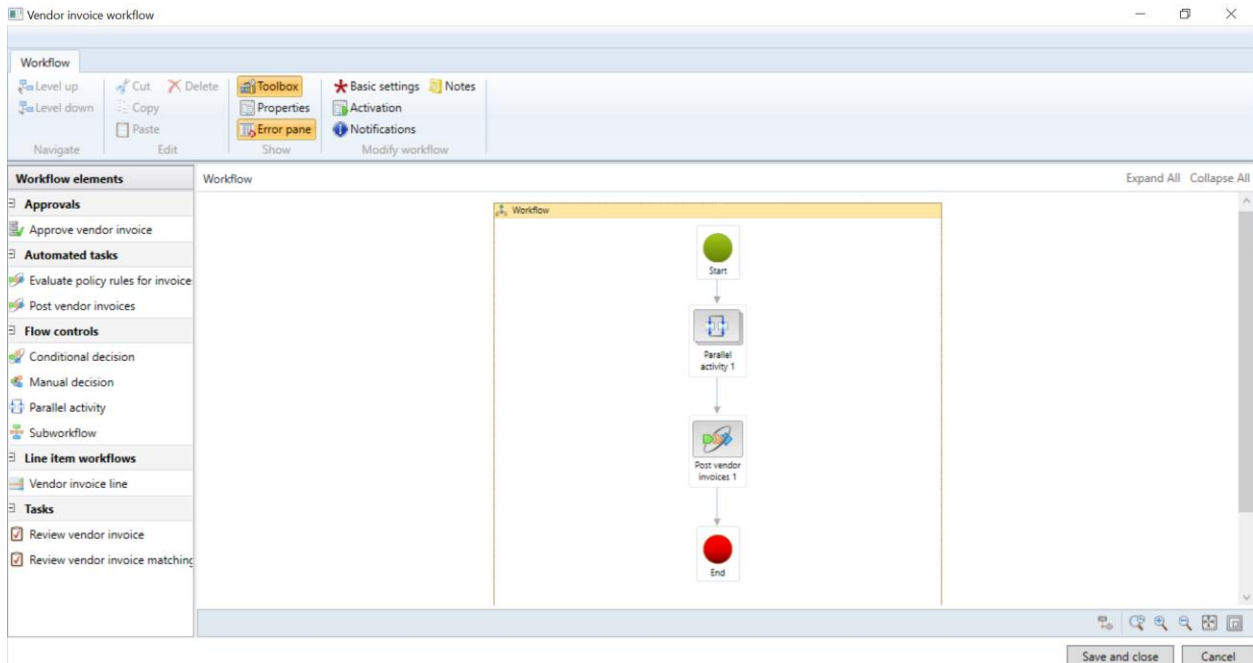 Vendor invoice workflow
Workflow
Level up
Cut
Delete
Toolbox
Basic settings
Notes
Level down
Copy
Properties
Activation
Paste
Error pane
Notifications
Navigate
Edit
Show
Modify workflow
Workflow elements
Workflow
Expand All
Collapse All
Approvals
Approve vendor invoice
Automated tasks
Evaluate policy rules for invoice
Post vendor invoices
Flow controls
Conditional decision
Manual decision
Parallel activity
Subworkflow
Line item workflows
Vendor invoice line
Tasks
Review vendor invoice
Review vendor invoice matching
Workflow
Start
Parallel
activity 1
Post vendor
invoices 1
End
Save and close
Cancel